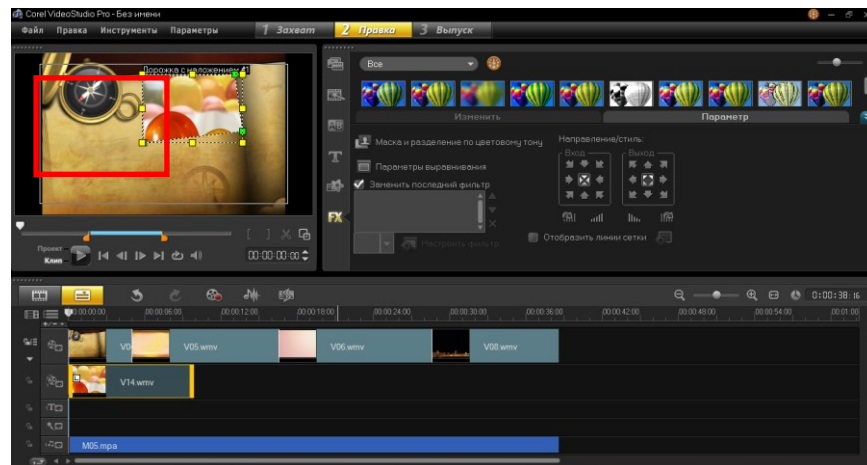 Corel VideoStudio Pro - Без имени
Файл Правка Инструменты Параметры 1 Захват 2 Правка 3 Выпуск
Дорожка с наложением #1
Все
Изменить Параметр
Маска и разделение по цветовому тону
Направление/стиль:
Вход Выход
Параметры выравнивания
Заменить последний фильтр
T
FX
Настроить фильтр
Отобразить линии сетки
Проект
Клип
00:00:00:00
0:00:38:16
00:00:00:00 00:00:06:00 00:00:12:00 00:00:18:00 00:00:24:00 00:00:30:00 00:00:36:00 00:00:42:00 00:00:48:00 00:00:54:00 00:01:00
V0 V05.wmv V06.wmv V08.wmv
V14.wmv
M05.mpa